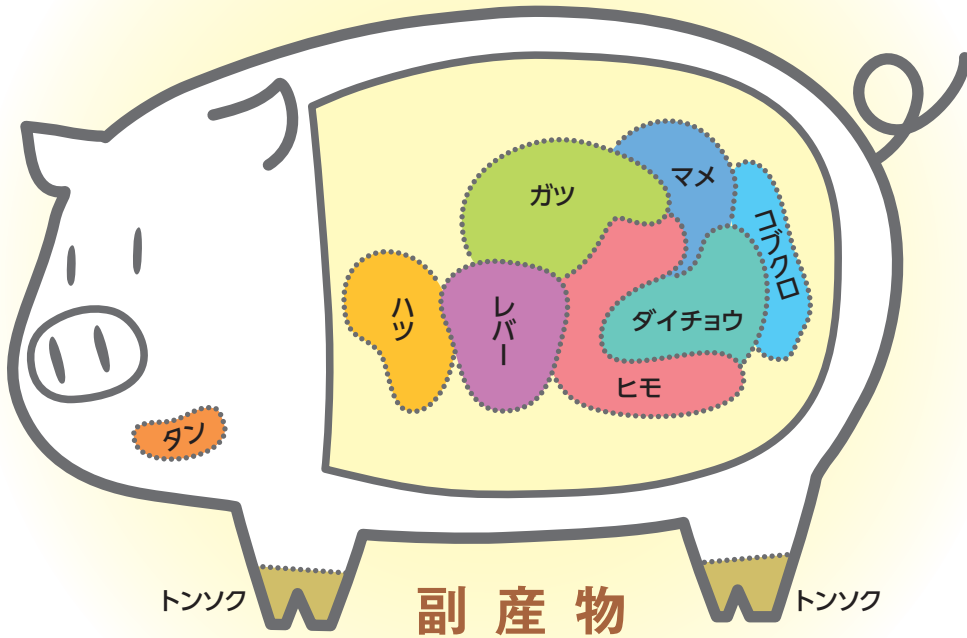 マメ
ガツ
コブクロ
ハツ
レバー
ダイチョウ
ヒモ
タン
トンソク
トンソク
副産物